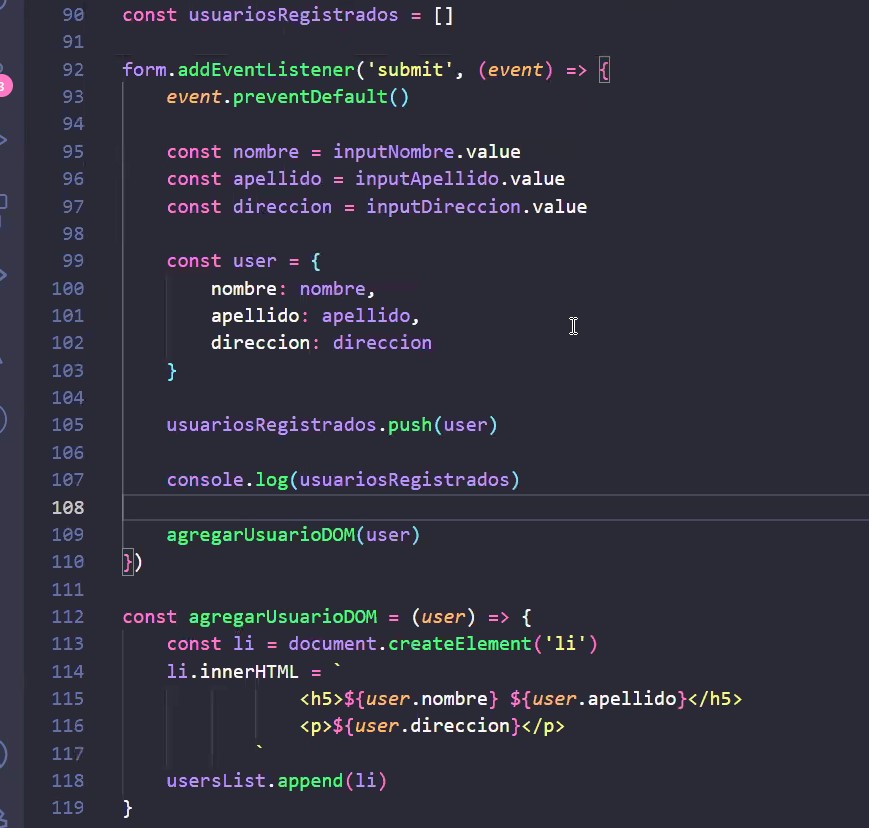 90 const usuariosRegistrados = []
91
92 form.addEventListener('submit', (event) => {
93     event.preventDefault()
94
95     const nombre = inputNombre.value
96     const apellido = inputApellido.value
97     const direccion = inputDireccion.value
98
99     const user = {
100         nombre: nombre,
101         apellido: apellido,
102         direccion: direccion
103     }
104
105     usuariosRegistrados.push(user)
106
107     console.log(usuariosRegistrados)
108
109     agregarUsuarioDOM(user)
110 })
111
112 const agregarUsuarioDOM = (user) => {
113     const li = document.createElement('li')
114     li.innerHTML = `
115                 <h5>${user.nombre} ${user.apellido}</h5>
116                 <p>${user.direccion}</p>
117             `
118     usersList.append(li)
119 }